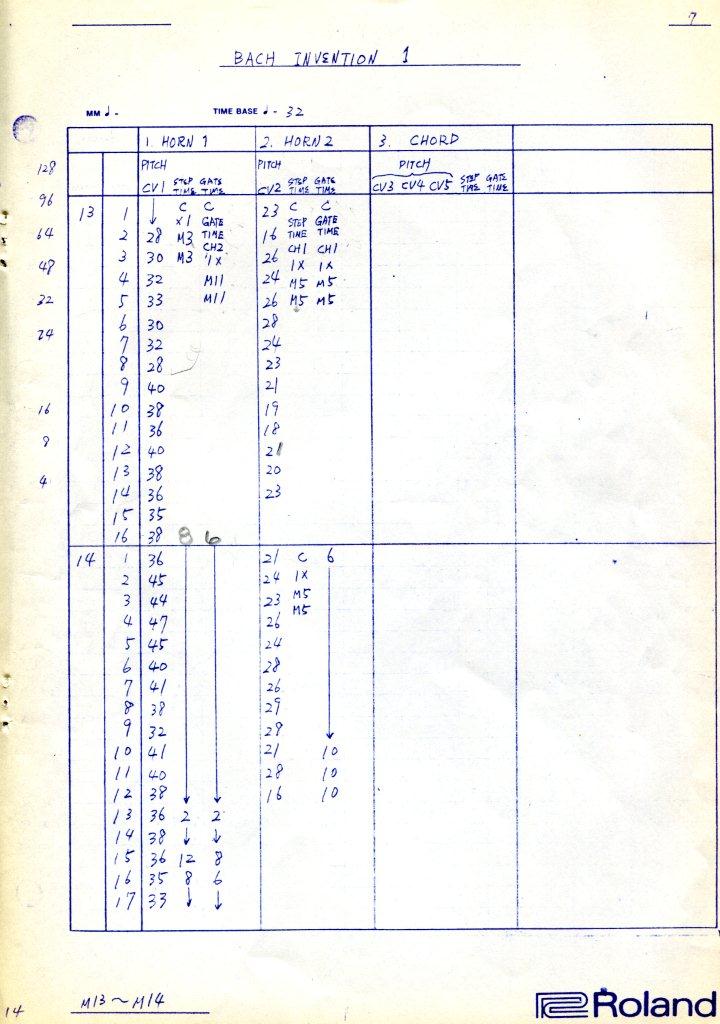 7
BACH INVENTION 1
MM ♩ - TIME BASE ♩ - 32
1. HORN 1 2. HORN 2 3. CHORD
128 PITCH PITCH PITCH
CV1 STEP TIME GATE TIME CV2 STEP TIME GATE TIME CV3 CV4 CV5 STEP TIME GATE TIME
96
13 1 ↓ C C 23 C C
X1 GATE STEP GATE
64 2 28 M3 TIME 16 TIME TIME
CH2 CH1 CH1
3 30 M3 1X 26 1X 1X
48
4 32 M11 24 M5 M5
32 5 33 M11 26 M5 M5
6 30 28
24 7 32 24
8 28 23
9 40 21
16 10 38 19
11 36 18
8 12 40 21
13 38 20
4 14 36 23
15 35
16 38 8 6
14 1 36 21 C 6
2 45 24 1X
3 44 23 M5
M5
4 47 26
5 45 24
6 40 28
7 41 26
8 38 29
9 32 28
10 41 21 10
11 40 28 10
12 38 16 10
13 36 2 2
14 38 ↓ ↓
15 36 12 8
16 35 8 6
17 33 ↓ ↓
14 M13 ~ M14
Roland